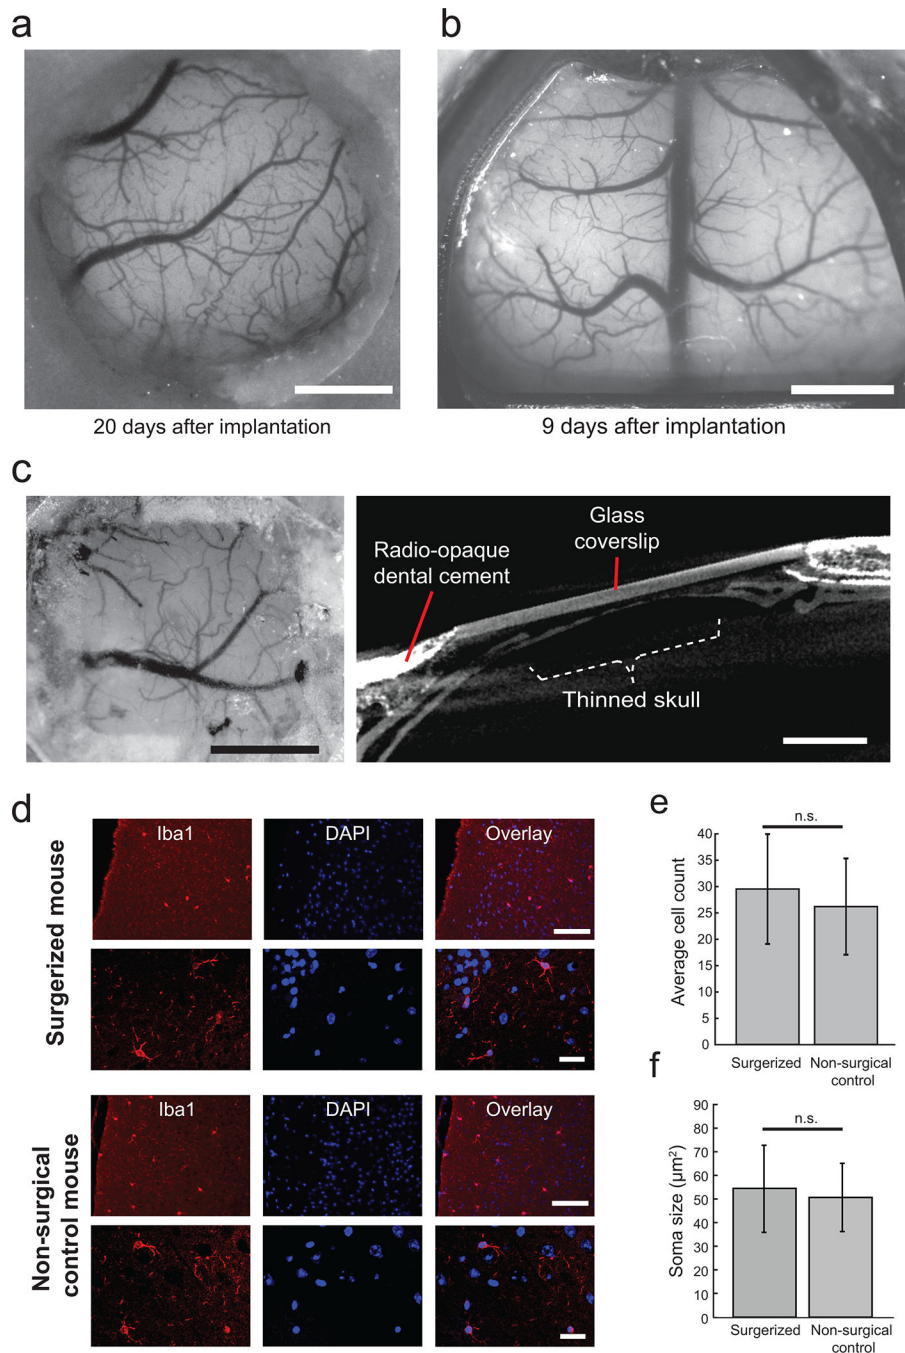 a
b
20 days after implantation
9 days after implantation
c
Radio-opaque
dental cement
Glass
coverslip
Thinned skull
d
Surgerized mouse
Iba1
DAPI
Overlay
Non-surgical
control mouse
Iba1
DAPI
Overlay
e
n.s.
Average cell count
40
35
30
25
20
15
10
5
0
Surgerized
Non-surgical
control
f
n.s.
Soma size (µm²)
90
80
70
60
50
40
30
20
10
0
Surgerized
Non-surgical
control